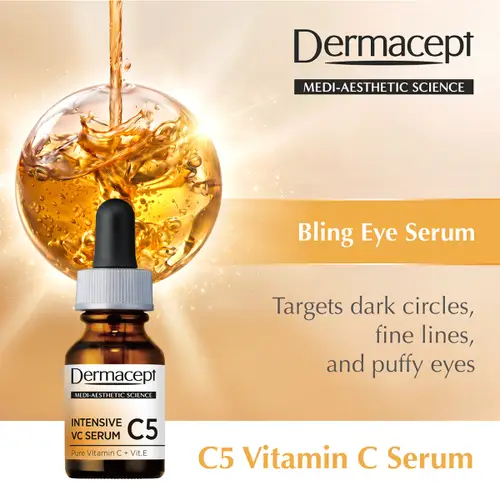 Dermacept
MEDI-AESTHETIC SCIENCE
Bling Eye Serum
Targets dark circles,
fine lines,
and puffy eyes
Dermacept
MEDI-AESTHETIC SCIENCE
INTENSIVE
VC SERUM C5
Pure Vitamin C + Vit.E
C5 Vitamin C Serum